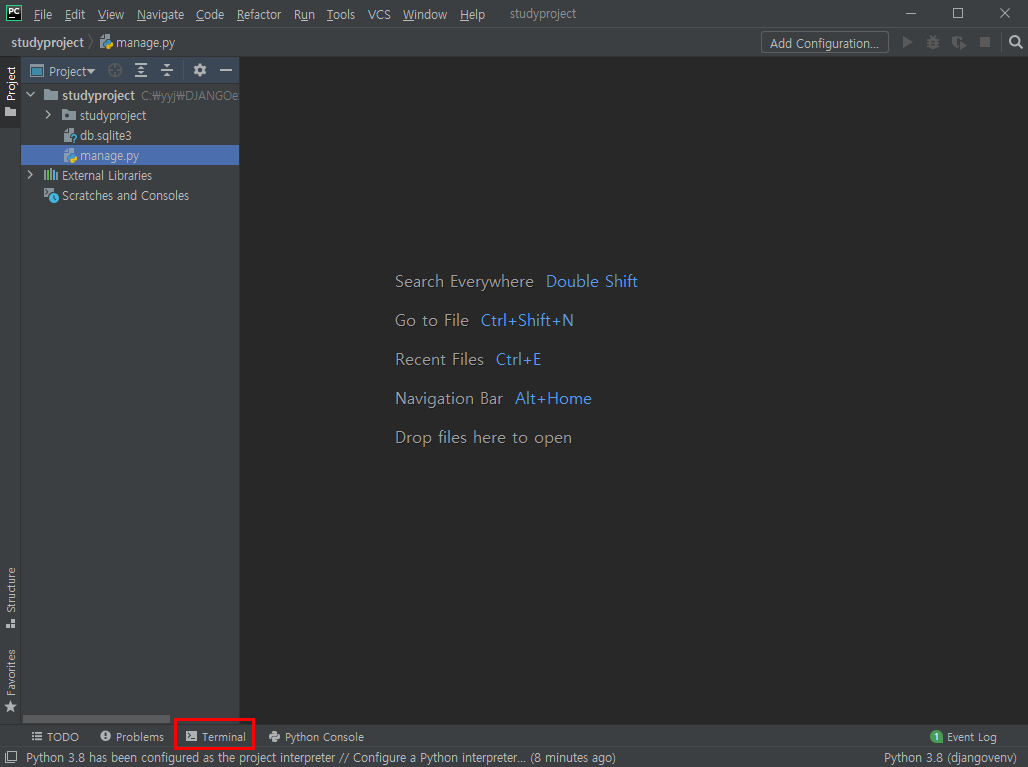 PC File Edit View Navigate Code Refactor Run Tools VCS Window Help studyproject
studyproject manage.py Add Configuration...
Project
Project
studyproject C:₩yyj₩DJANGOe
studyproject
db.sqlite3
manage.py
External Libraries
Scratches and Consoles
Search Everywhere Double Shift
Go to File Ctrl+Shift+N
Recent Files Ctrl+E
Navigation Bar Alt+Home
Drop files here to open
Structure
Favorites
TODO Problems Terminal Python Console 1 Event Log
Python 3.8 has been configured as the project interpreter // Configure a Python interpreter... (8 minutes ago) Python 3.8 (djangovenv)